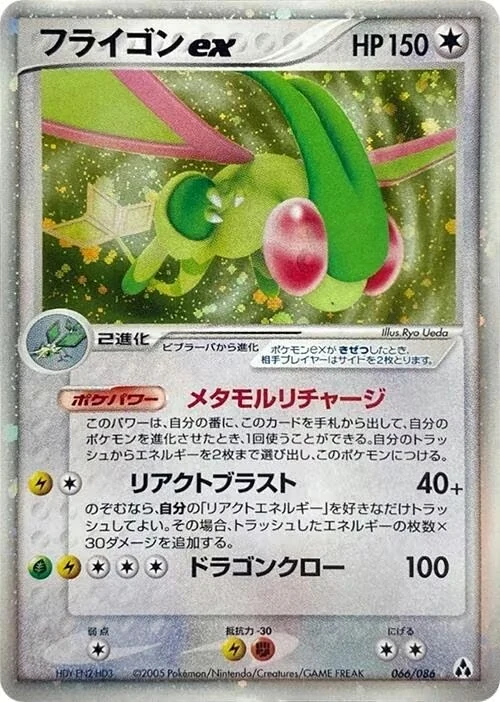 フライゴンex HP150
Illus.Ryo Ueda
2進化 ビブラーバから進化
ポケモンexがきぜつしたとき、
相手プレイヤーはサイドを2枚とります。
ポケパワー メタモルリチャージ
このパワーは、自分の番に、このカードを手札から出して、自分の
ポケモンを進化させたとき、1回使うことができる。自分のトラッ
シュからエネルギーを2枚まで選び出し、このポケモンにつける。
リアクトブラスト 40+
のぞむなら、自分の「リアクトエネルギー」を好きなだけトラッ
シュしてよい。その場合、トラッシュしたエネルギーの枚数×
30ダメージを追加する。
ドラゴンクロー 100
弱点 抵抗力 -30 にげる
©2005 Pokémon/Nintendo/Creatures/GAME FREAK 066/086